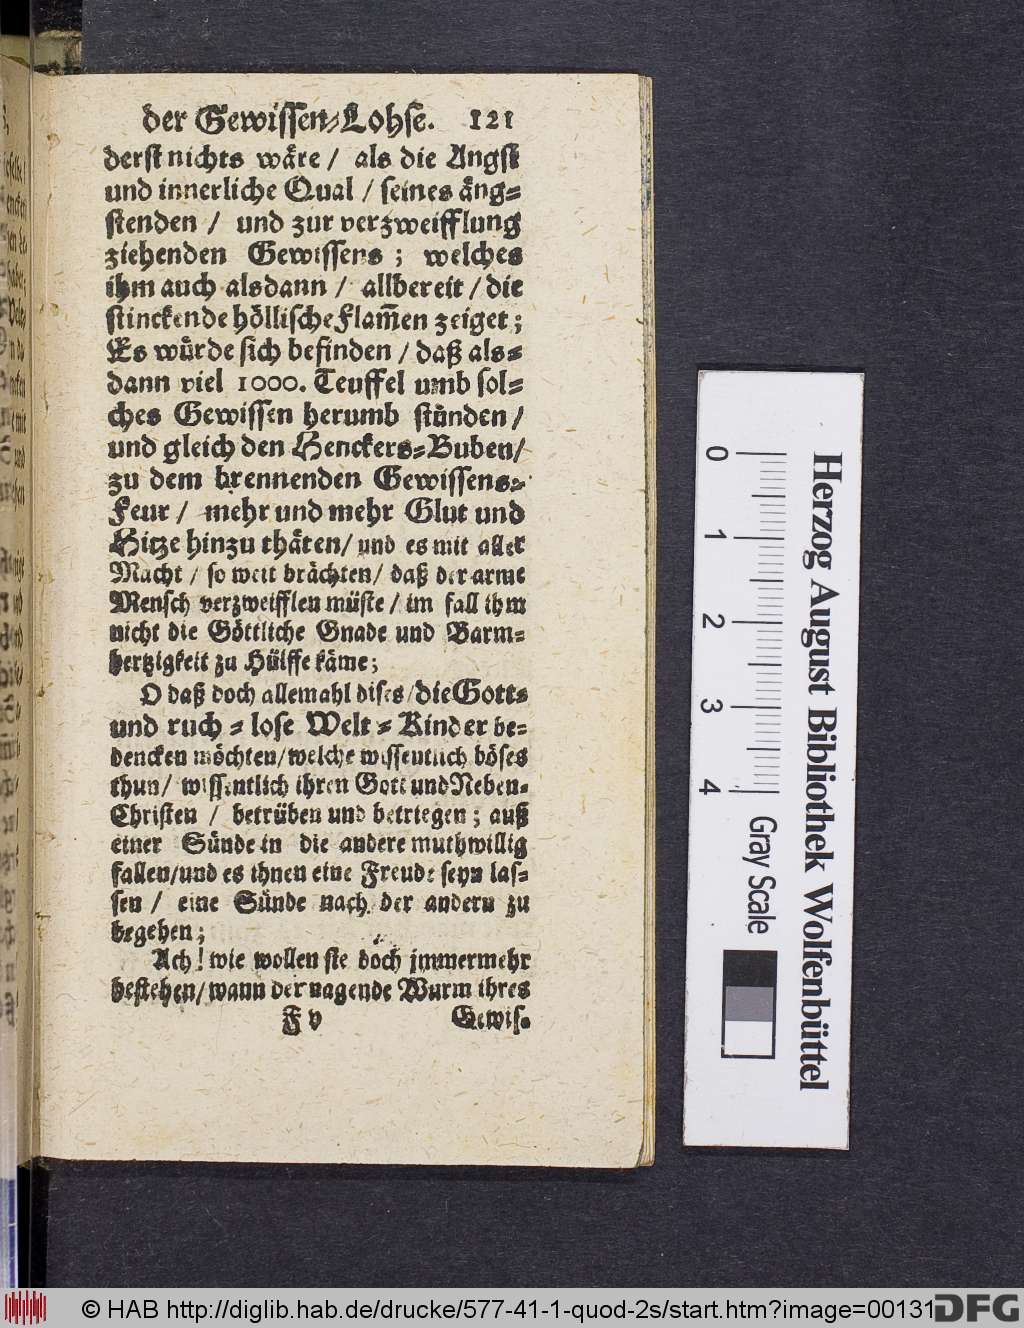 der Gewissen-Lohse. 121
derst nichts wäre / als die Angst
und innerliche Qual / seines äng-
stenden / und zur verzweifflung
ziehenden Gewissens ; welches
ihm auch alsdann / allbereit / die
stinckende höllische Flam̃en zeiget ;
Es würde sich befinden / daß als-
dann viel 1000. Teuffel umb sol-
ches Gewissen herumb stünden /
und gleich den Henckers-Buben/
zu dem brennenden Gewissens-
Feur / mehr und mehr Glut und
Hitze hinzu thäten/ und es mit aller
Macht / so weit brächten/ daß der arme
Mensch verzweifflen müste / im fall ihm
nicht die Göttliche Gnade und Barm-
hertzigkeit zu Hülffe käme;
O daß doch allemahl dises / die Gott-
und ruch - lose Welt - Kinder be-
dencken möchten/welche wissentlich böses
thun/ wissentlich ihren Gott und Neben-
Christen / betrüben und betriegen ; auß
einer Sünde in die andere muthwillig
fallen/und es ihnen eine Freude seyn las-
sen / eine Sünde nach der andern zu
begehen;
Ach! wie wollen sie doch jmmermehr
bestehen/wann der nagende Wurm ihres
F v Gewis-
0 1 2 3 4
Gray Scale
Herzog August Bibliothek Wolfenbüttel
© HAB http://diglib.hab.de/drucke/577-41-1-quod-2s/start.htm?image=00131
DFG